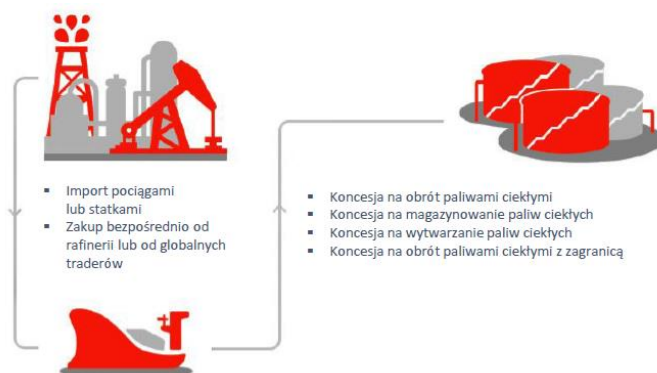 ▪ Import pociągami
lub statkami
▪ Zakup bezpośrednio od
rafinerii lub od globalnych
traderów
▪ Koncesja na obrót paliwami ciekłymi
▪ Koncesja na magazynowanie paliw ciekłych
▪ Koncesja na wytwarzanie paliw ciekłych
▪ Koncesja na obrót paliwami ciekłymi z zagranicą